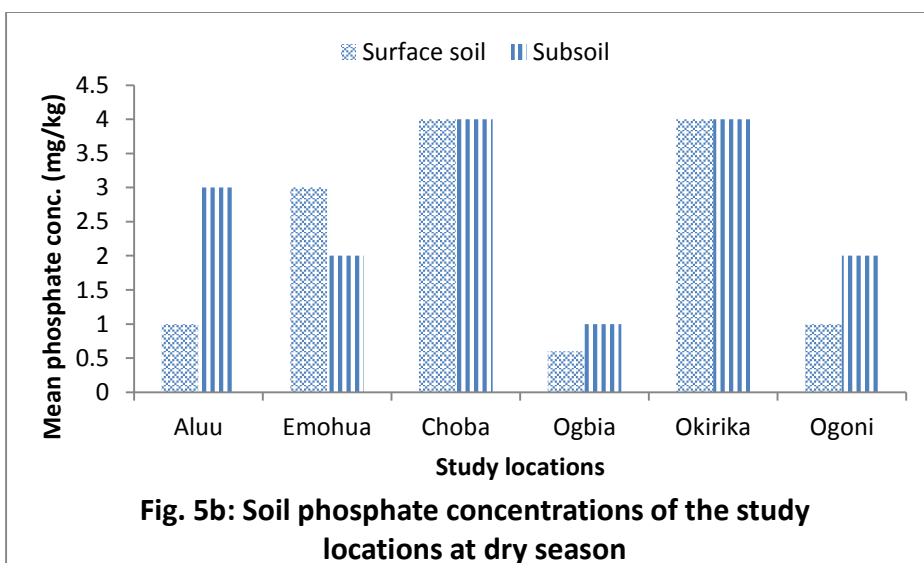 Surface soil Subsoil
Mean phosphate conc. (mg/kg)
4.5
4
3.5
3
2.5
2
1.5
1
0.5
0
Aluu Emohua Choba Ogbia Okirika Ogoni
Study locations
Fig. 5b: Soil phosphate concentrations of the study
locations at dry season